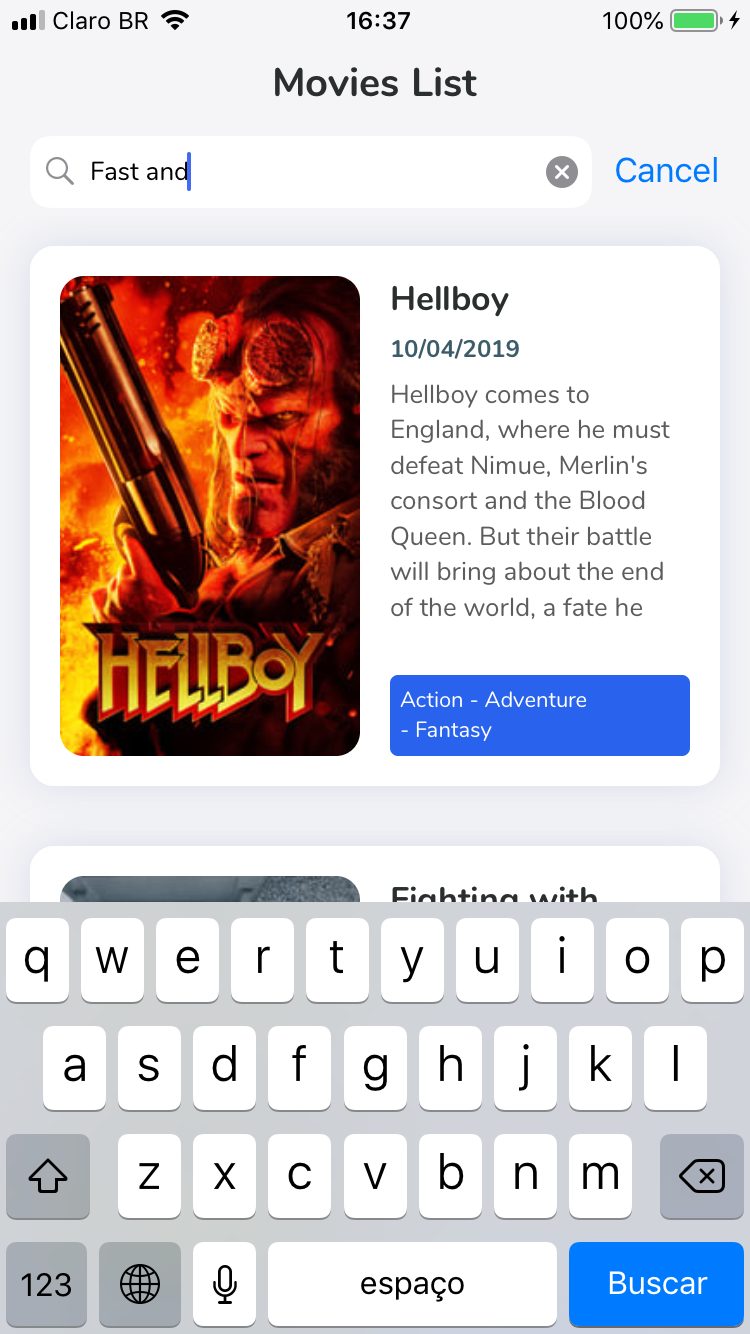 Claro BR 16:37 100%
Movies List
Fast and Cancel
Hellboy
10/04/2019
Hellboy comes to
England, where he must
defeat Nimue, Merlin's
consort and the Blood
Queen. But their battle
will bring about the end
of the world, a fate he
HELLBOY
Action - Adventure
- Fantasy
Fighting with
q w e r t y u i o p
a s d f g h j k l
z x c v b n m
123 espaço Buscar